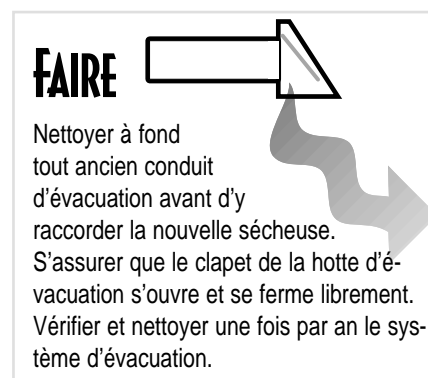 FAIRE
Nettoyer à fond
tout ancien conduit
d'évacuation avant d'y
raccorder la nouvelle sécheuse.
S'assurer que le clapet de la hotte d'é-
vacuation s'ouvre et se ferme librement.
Vérifier et nettoyer une fois par an le sys-
tème d'évacuation.